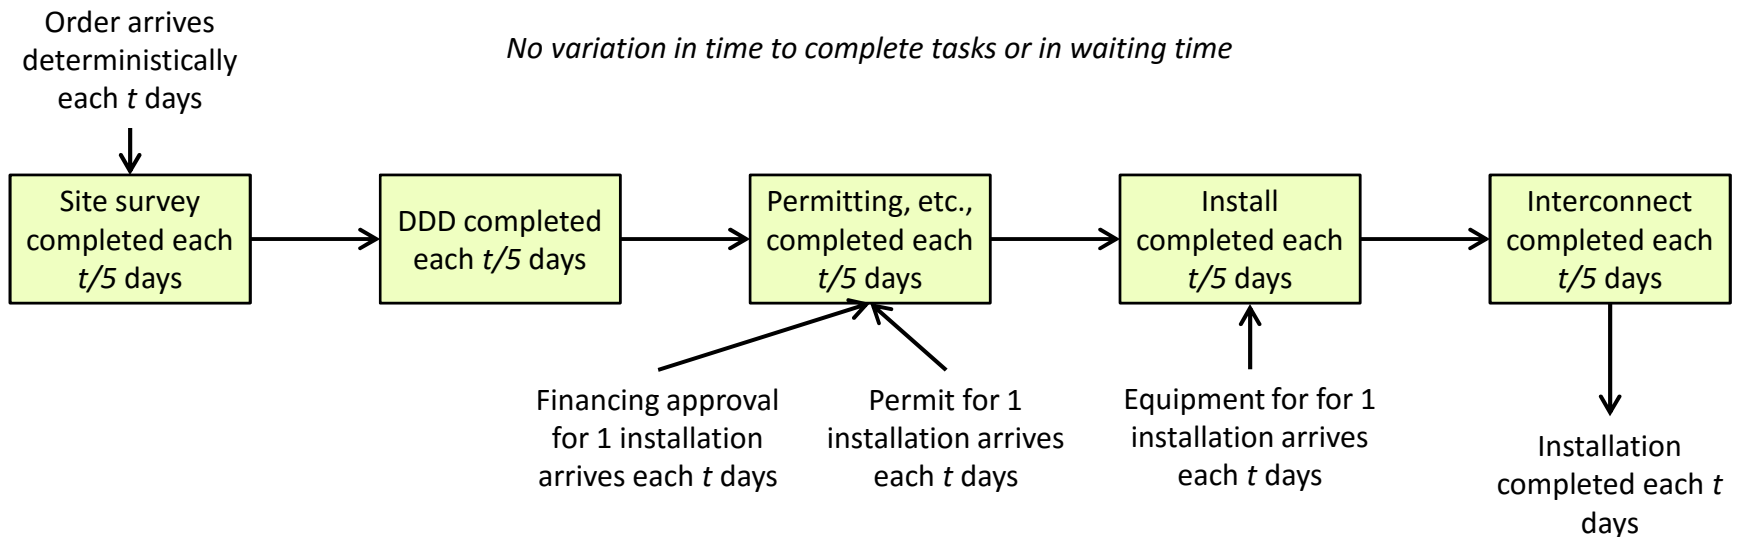 Order arrives
deterministically
each t days
No variation in time to complete tasks or in waiting time
Site survey
completed each
t/5 days
DDD completed
each t/5 days
Permitting, etc.,
completed each
t/5 days
Install
completed each
t/5 days
Interconnect
completed each
t/5 days
Financing approval
for 1 installation
arrives each t days
Permit for 1
installation arrives
each t days
Equipment for for 1
installation arrives
each t days
Installation
completed each t
days